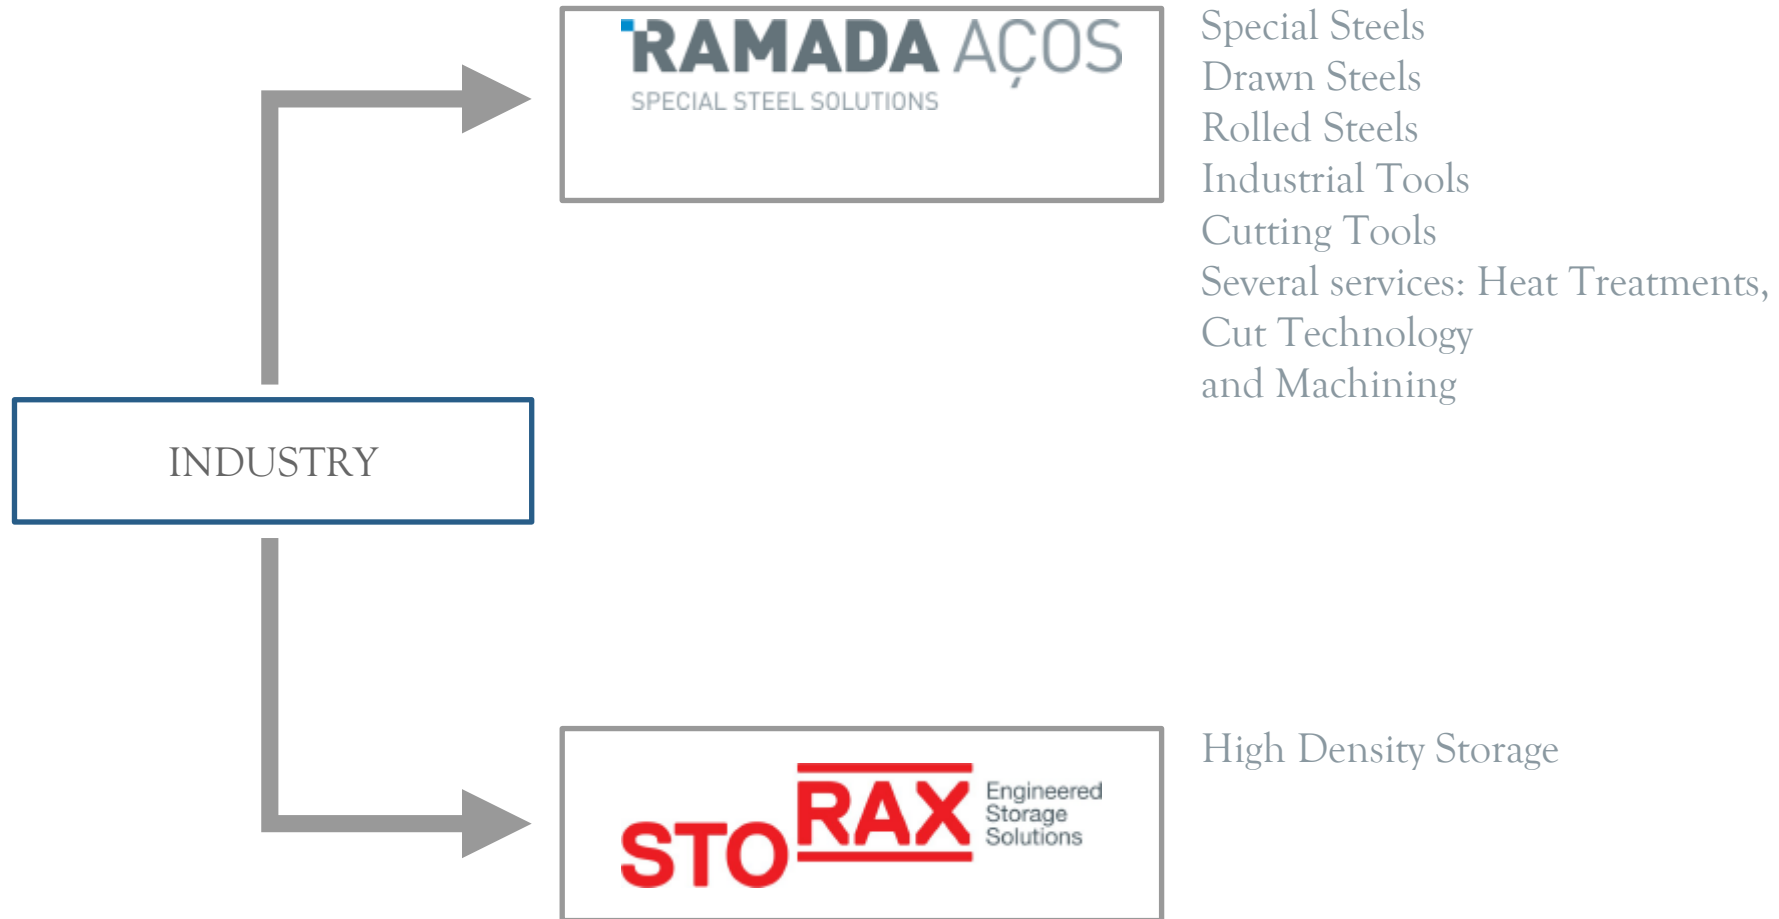 RAMADA AÇOS
SPECIAL STEEL SOLUTIONS
Special Steels
Drawn Steels
Rolled Steels
Industrial Tools
Cutting Tools
Several services: Heat Treatments,
Cut Technology
and Machining
INDUSTRY
STORAX
Engineered
Storage
Solutions
High Density Storage